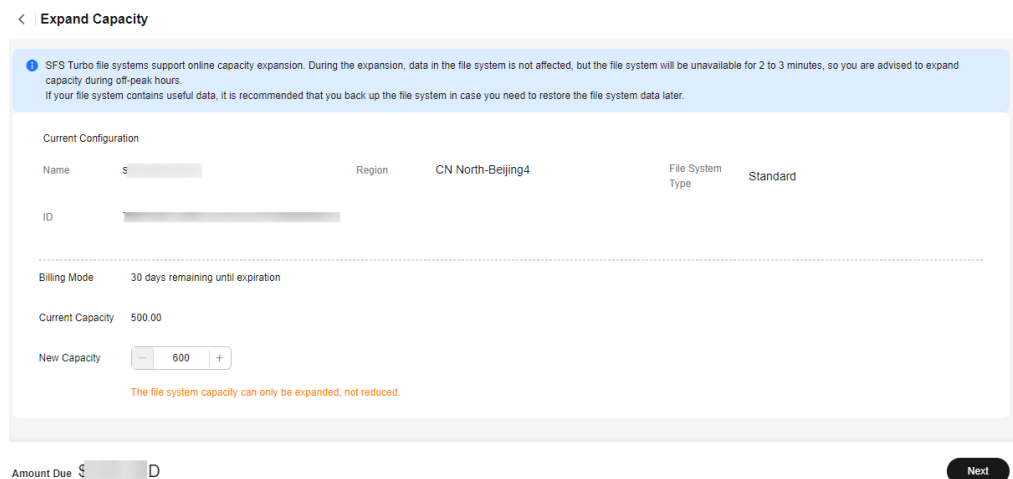 Expand Capacity
SFS Turbo file systems support online capacity expansion. During the expansion, data in the file system is not affected, but the file system will be unavailable for 2 to 3 minutes, so you are advised to expand
capacity during off-peak hours.
If your file system contains useful data, it is recommended that you back up the file system in case you need to restore the file system data later.
Current Configuration
Name
Region CN North-Beijing4
File System
Type
Standard
ID
Billing Mode 30 days remaining until expiration
Current Capacity 500.00
New Capacity − 600 +
The file system capacity can only be expanded, not reduced.
Amount Due $ D
Next